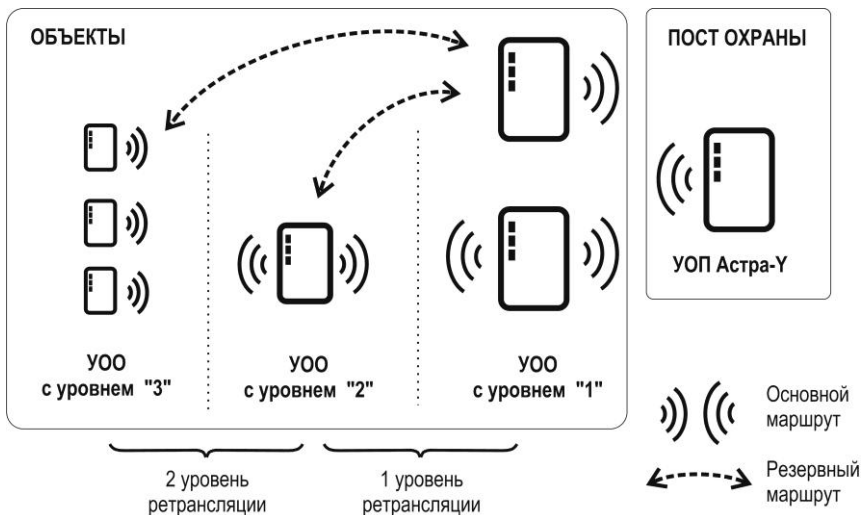 ОБЪЕКТЫ
ПОСТ ОХРАНЫ
УОП Астра-Y
УОО
с уровнем "3"
УОО
с уровнем "2"
УОО
с уровнем "1"
2 уровень
ретрансляции
1 уровень
ретрансляции
Основной
маршрут
Резервный
маршрут